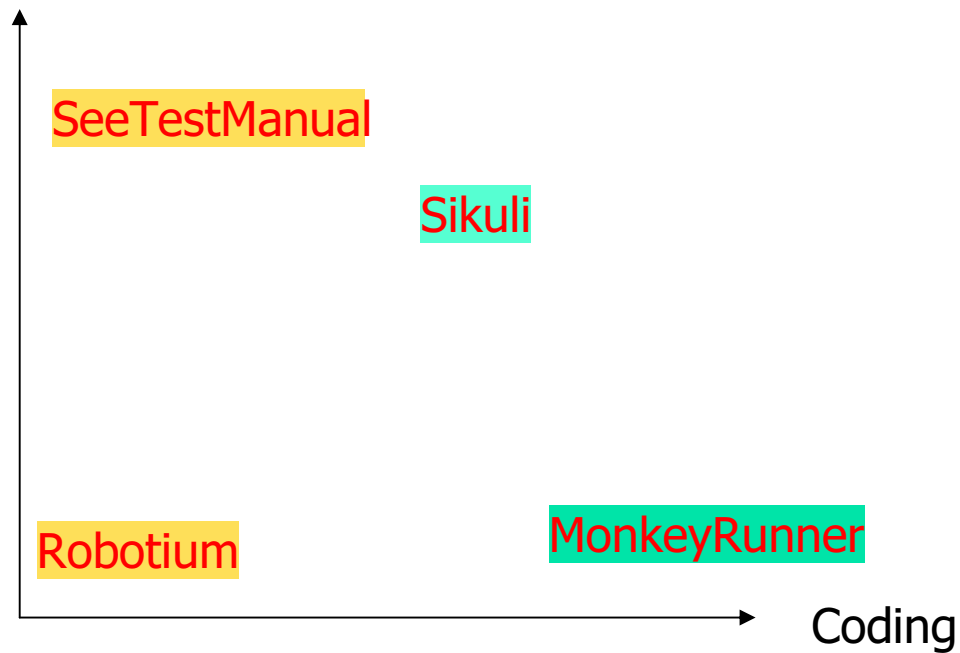 SeeTestManual
Sikuli
Robotium
MonkeyRunner
Coding